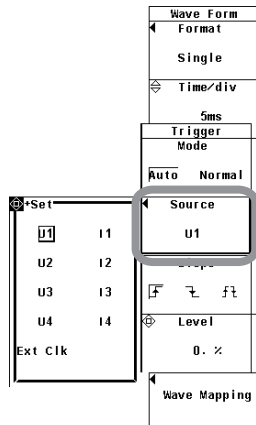 Wave Form
Format
Single
Time/div
5ms
Trigger
Mode
Auto Normal
+Set
U1 I1
U2 I2
U3 I3
U4 I4
Ext Clk
Source
U1
Level
0. %
Wave Mapping